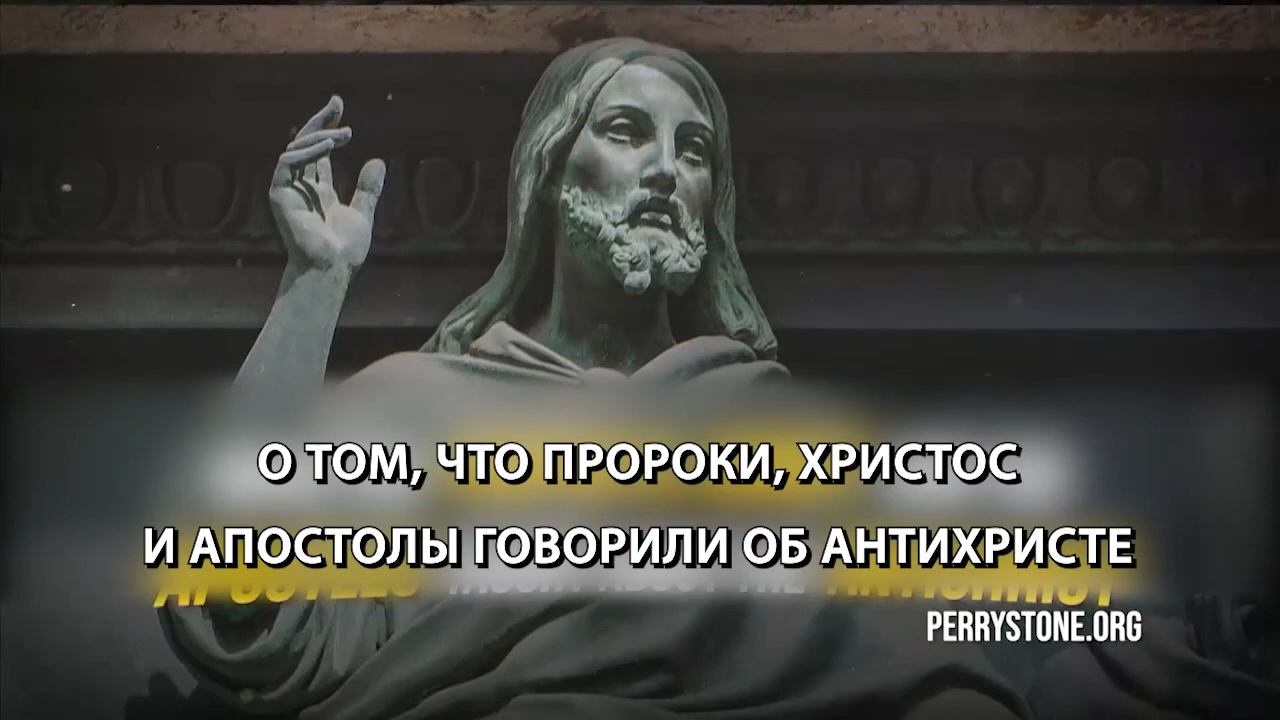 О ТОМ, ЧТО ПРОРОКИ, ХРИСТОС
И АПОСТОЛЫ ГОВОРИЛИ ОБ АНТИХРИСТЕ
PERRYSTONE.ORG